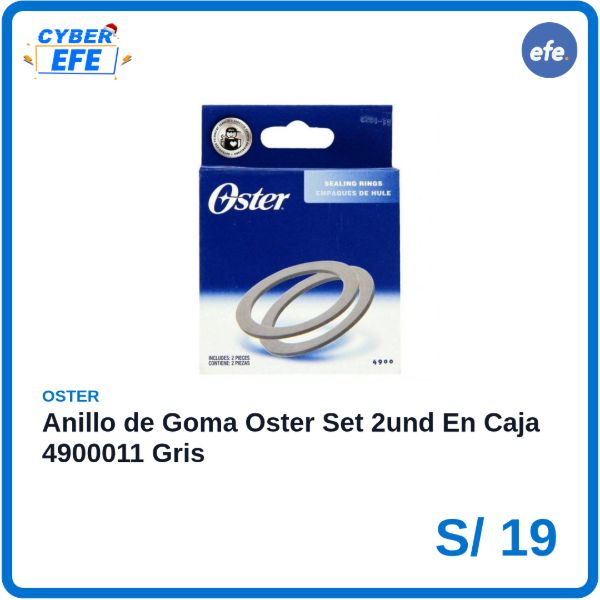 CYBER
EFE
efe.
Oster
SEALING RINGS
EMPAQUES DE HULE
INCLUDES: 2 PIECES
CONTIENE: 2 PIEZAS
4900
OSTER
Anillo de Goma Oster Set 2und En Caja
4900011 Gris
S/ 19